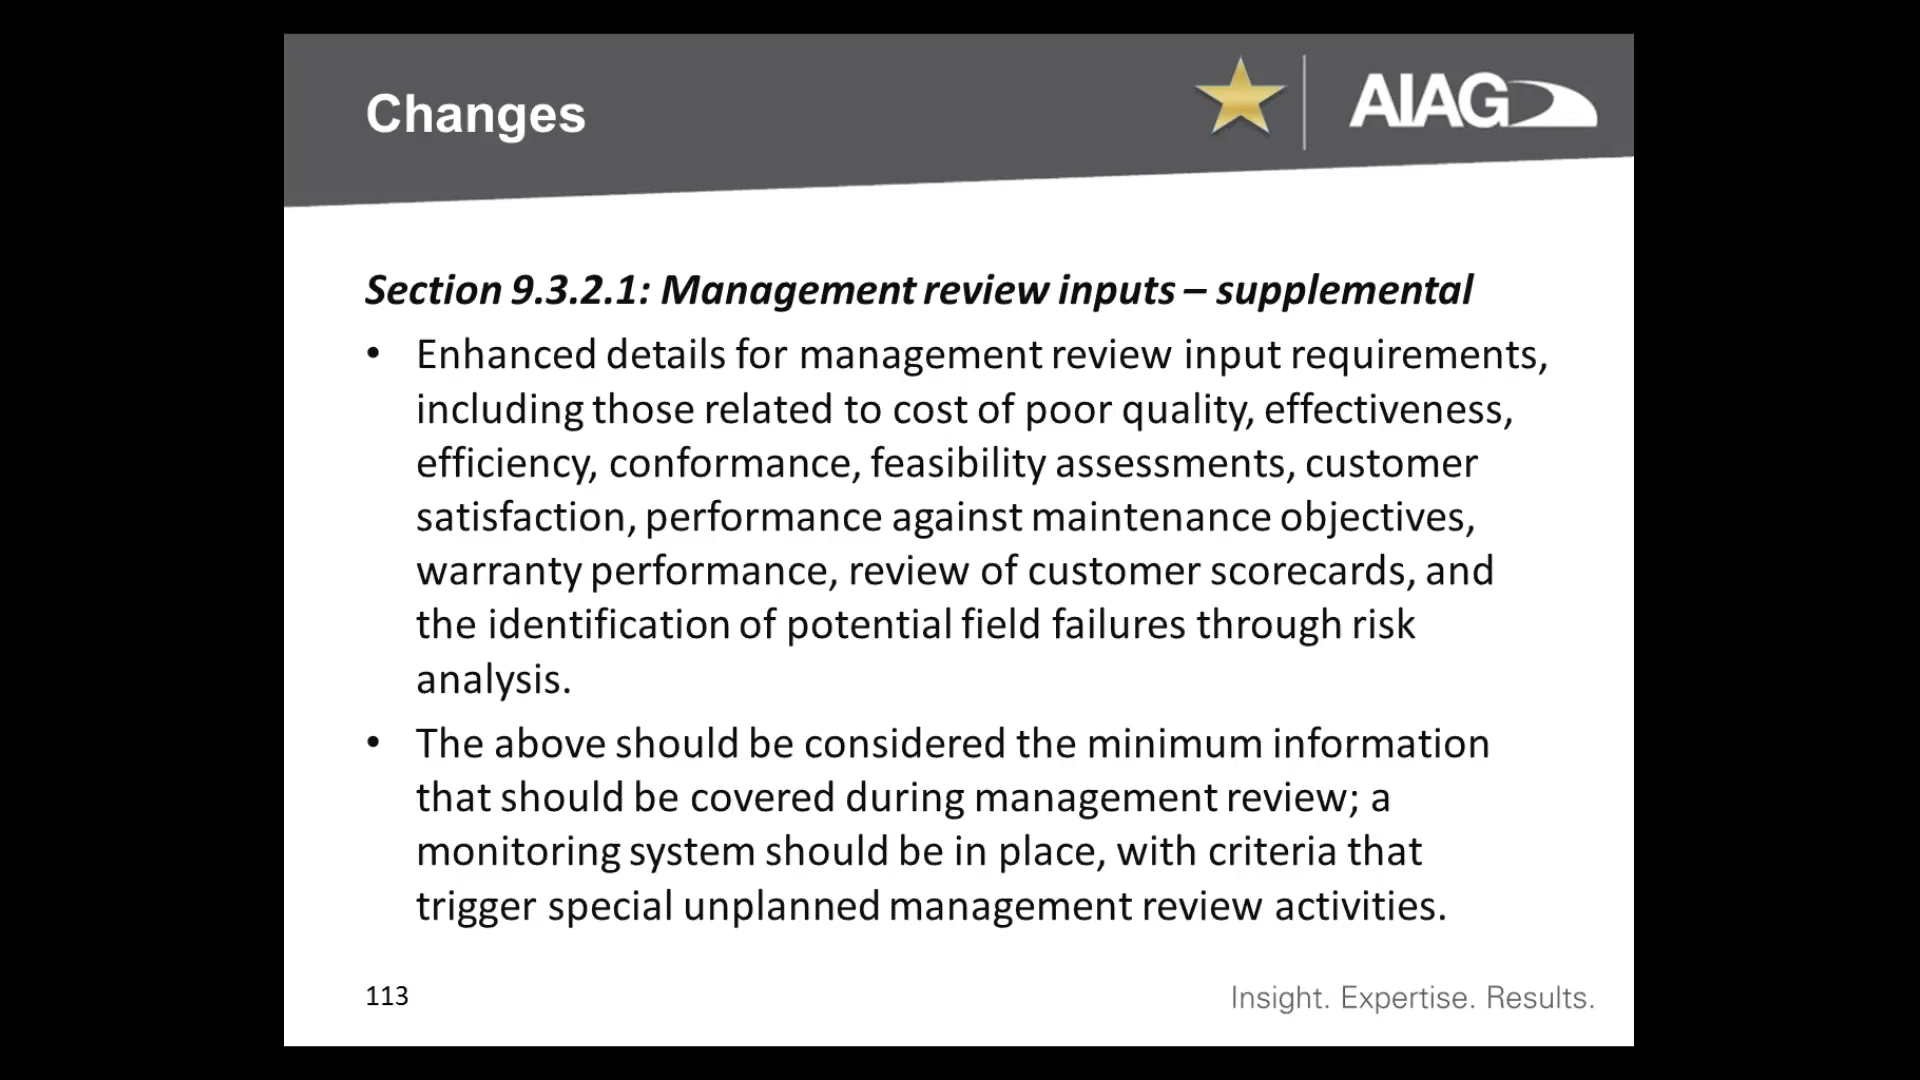 Changes
AIAG
Section 9.3.2.1: Management review inputs – supplemental
• Enhanced details for management review input requirements,
including those related to cost of poor quality, effectiveness,
efficiency, conformance, feasibility assessments, customer
satisfaction, performance against maintenance objectives,
warranty performance, review of customer scorecards, and
the identification of potential field failures through risk
analysis.
• The above should be considered the minimum information
that should be covered during management review; a
monitoring system should be in place, with criteria that
trigger special unplanned management review activities.
113
Insight. Expertise. Results.